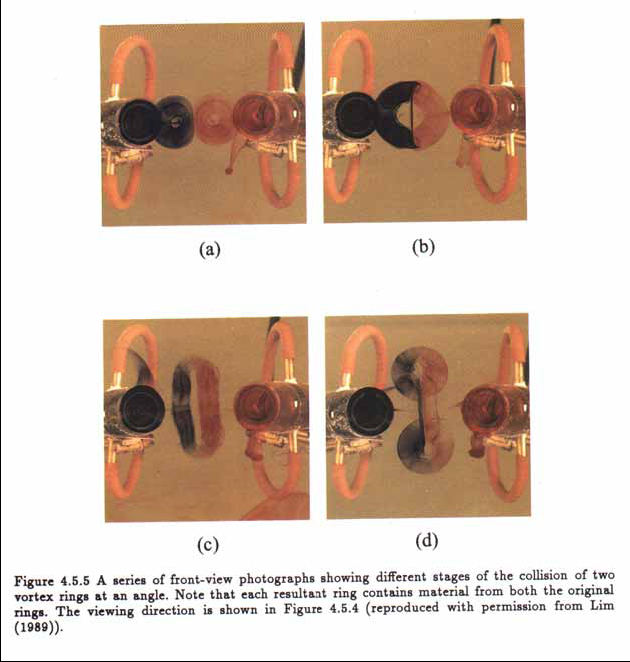 (a)
(b)
(c)
(d)
Figure 4.5.5 A series of front-view photographs showing different stages of the collision of two
vortex rings at an angle. Note that each resultant ring contains material from both the original
rings. The viewing direction is shown in Figure 4.5.4 (reproduced with permission from Lim
(1989)).